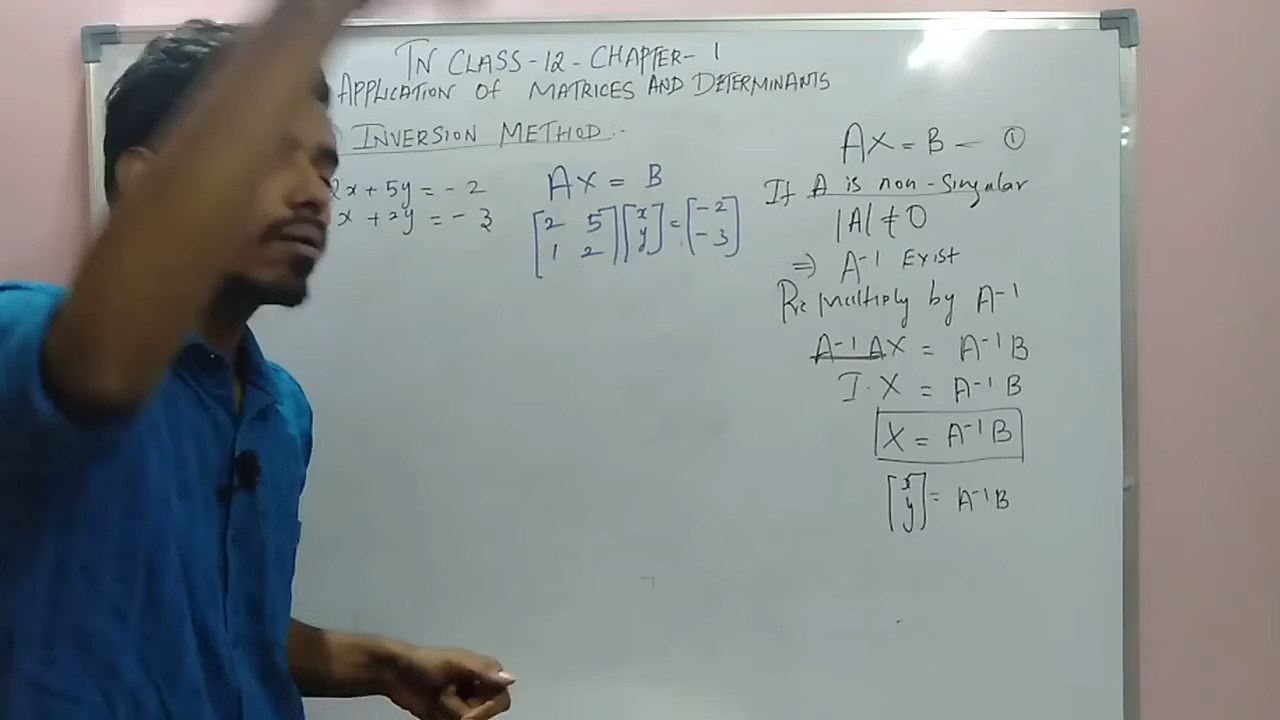 TN CLASS-12-CHAPTER-1
APPLICATION OF MATRICES AND DETERMINANTS
INVERSION METHOD :-
2x + 5y = -2
x + 2y = -3
AX = B
[2 5] [x] = [-2]
[1 2] [y] [-3]
AX = B — ①
If A is non-Singular
|A| ≠ 0
⇒ A⁻¹ Exist
Pre multiply by A⁻¹
A⁻¹AX = A⁻¹B
I·X = A⁻¹B
X = A⁻¹B
[x] = A⁻¹B
[y]